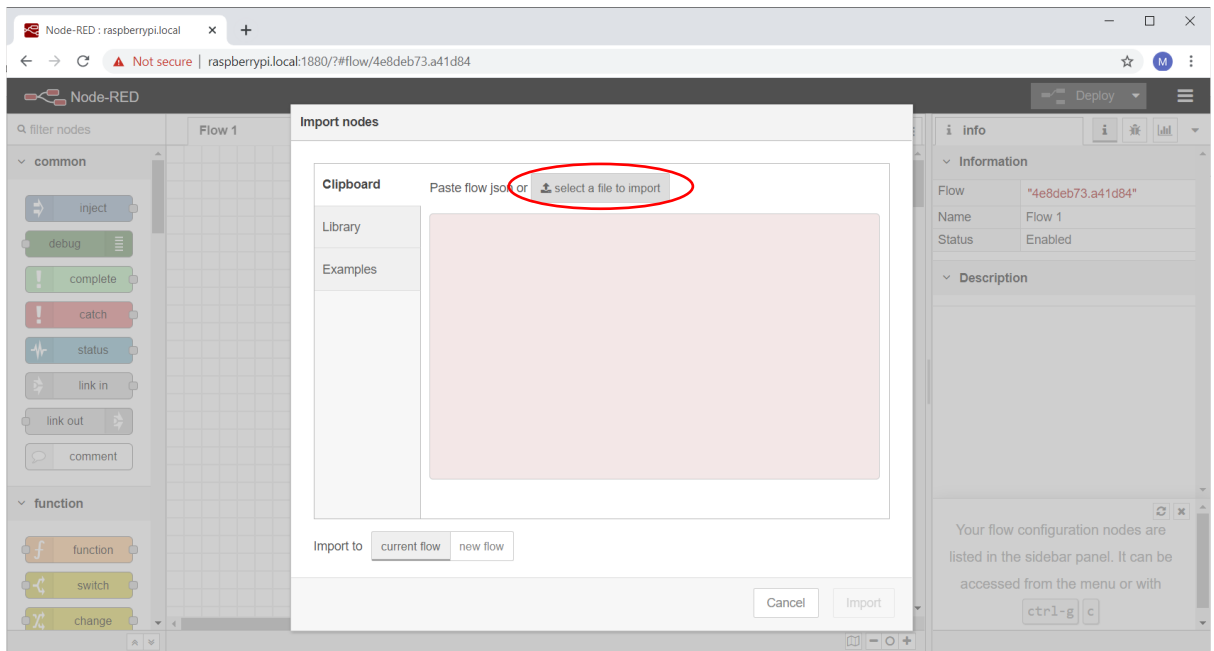 Node-RED : raspberrypi.local
Not secure | raspberrypi.local:1880/?#flow/4e8deb73.a41d84
M
Node-RED
Deploy
filter nodes
Flow 1
Import nodes
i info
i
common
inject
debug
complete
catch
status
link in
link out
comment
function
function
switch
change
Clipboard
Library
Examples
Paste flow json or
select a file to import
Import to
current flow
new flow
Cancel
Import
Information
Flow "4e8deb73.a41d84"
Name Flow 1
Status Enabled
Description
Your flow configuration nodes are
listed in the sidebar panel. It can be
accessed from the menu or with
ctrl-g c